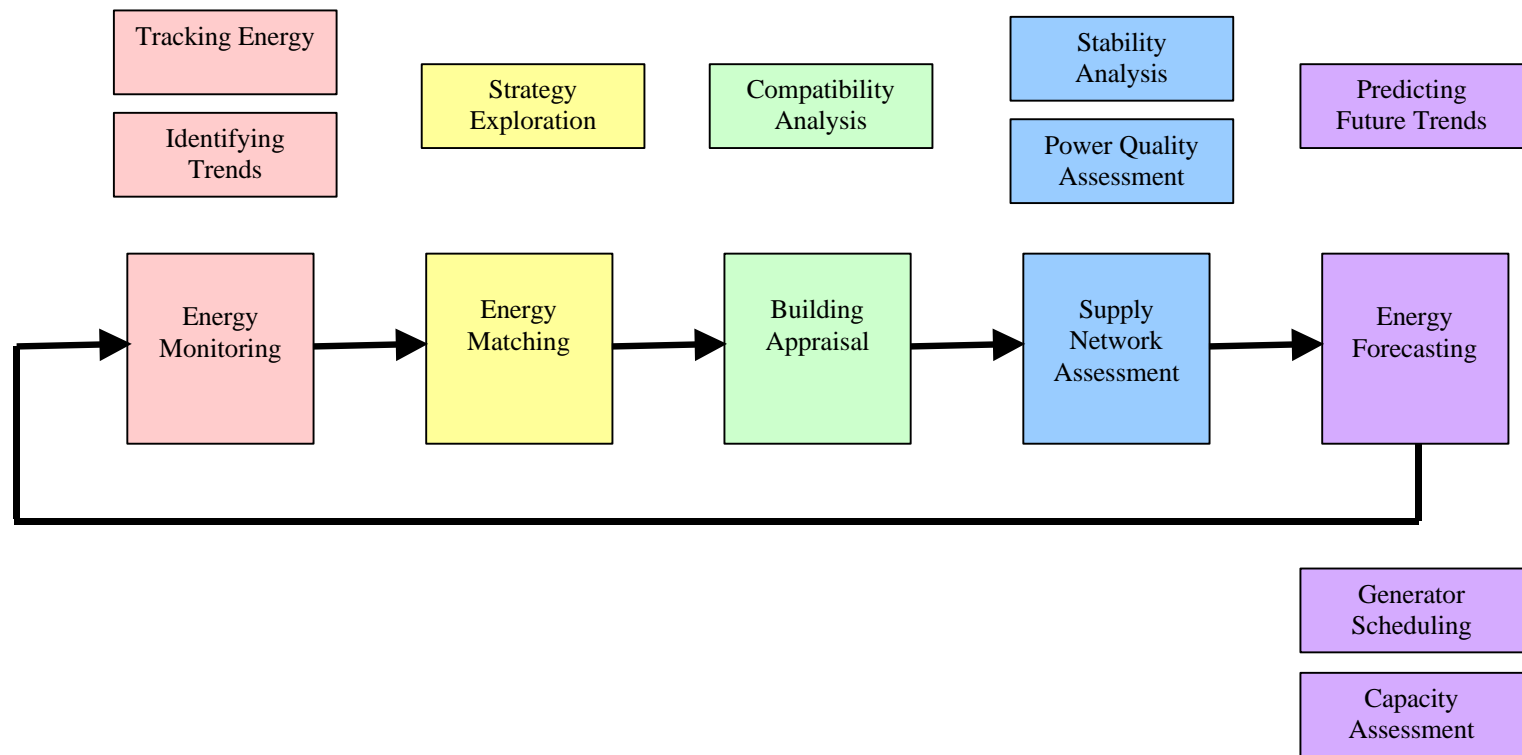 Tracking Energy
Identifying
Trends
Strategy
Exploration
Compatibility
Analysis
Stability
Analysis
Power Quality
Assessment
Predicting
Future Trends
Energy
Monitoring
Energy
Matching
Building
Appraisal
Supply
Network
Assessment
Energy
Forecasting
Generator
Scheduling
Capacity
Assessment